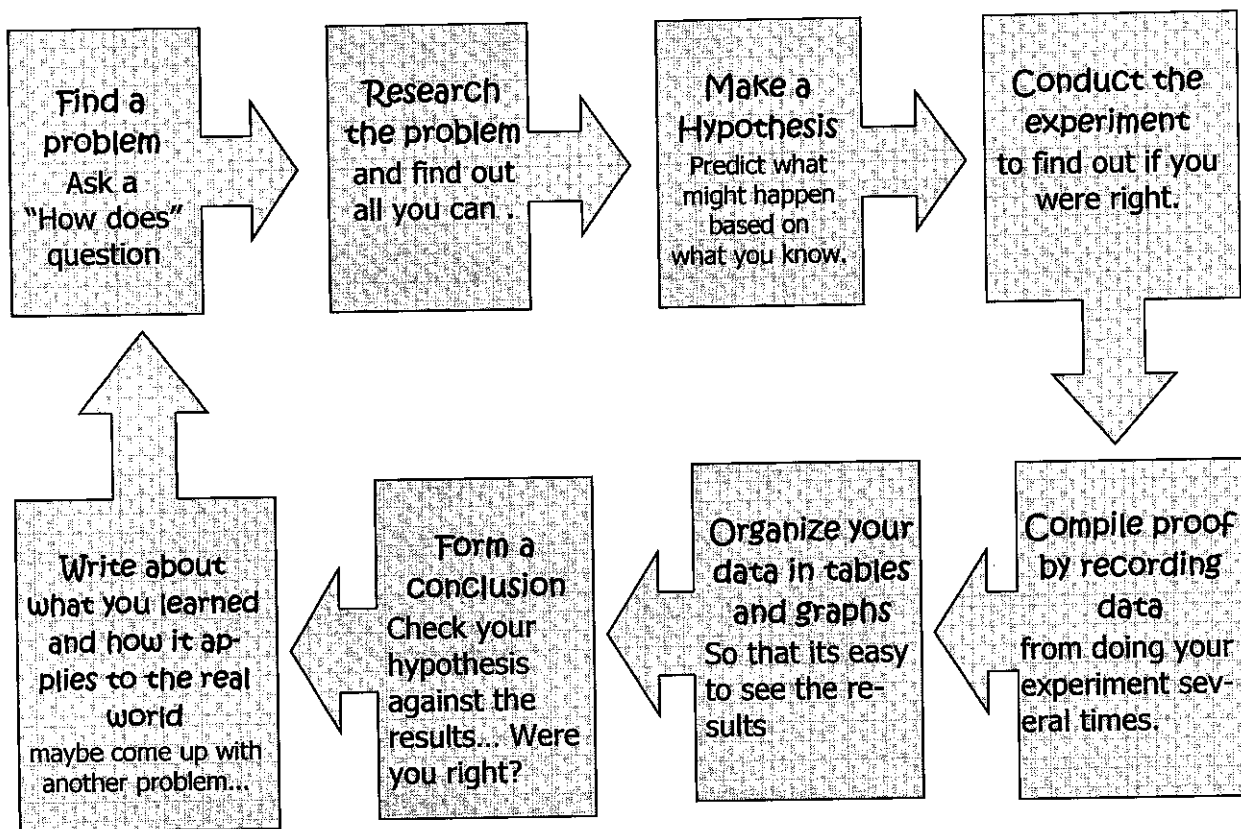 Find a
problem
Ask a
"How does"
question
Research
the problem
and find out
all you can .
Make a
Hypothesis
Predict what
might happen
based on
what you know.
Conduct the
experiment
to find out if you
were right.
Compile proof
by recording
data
from doing your
experiment sev-
eral times.
Organize your
data in tables
and graphs
So that its easy
to see the re-
sults
Form a
conclusion
Check your
hypothesis
against the
results... Were
you right?
Write about
what you learned
and how it ap-
plies to the real
world
maybe come up with
another problem...